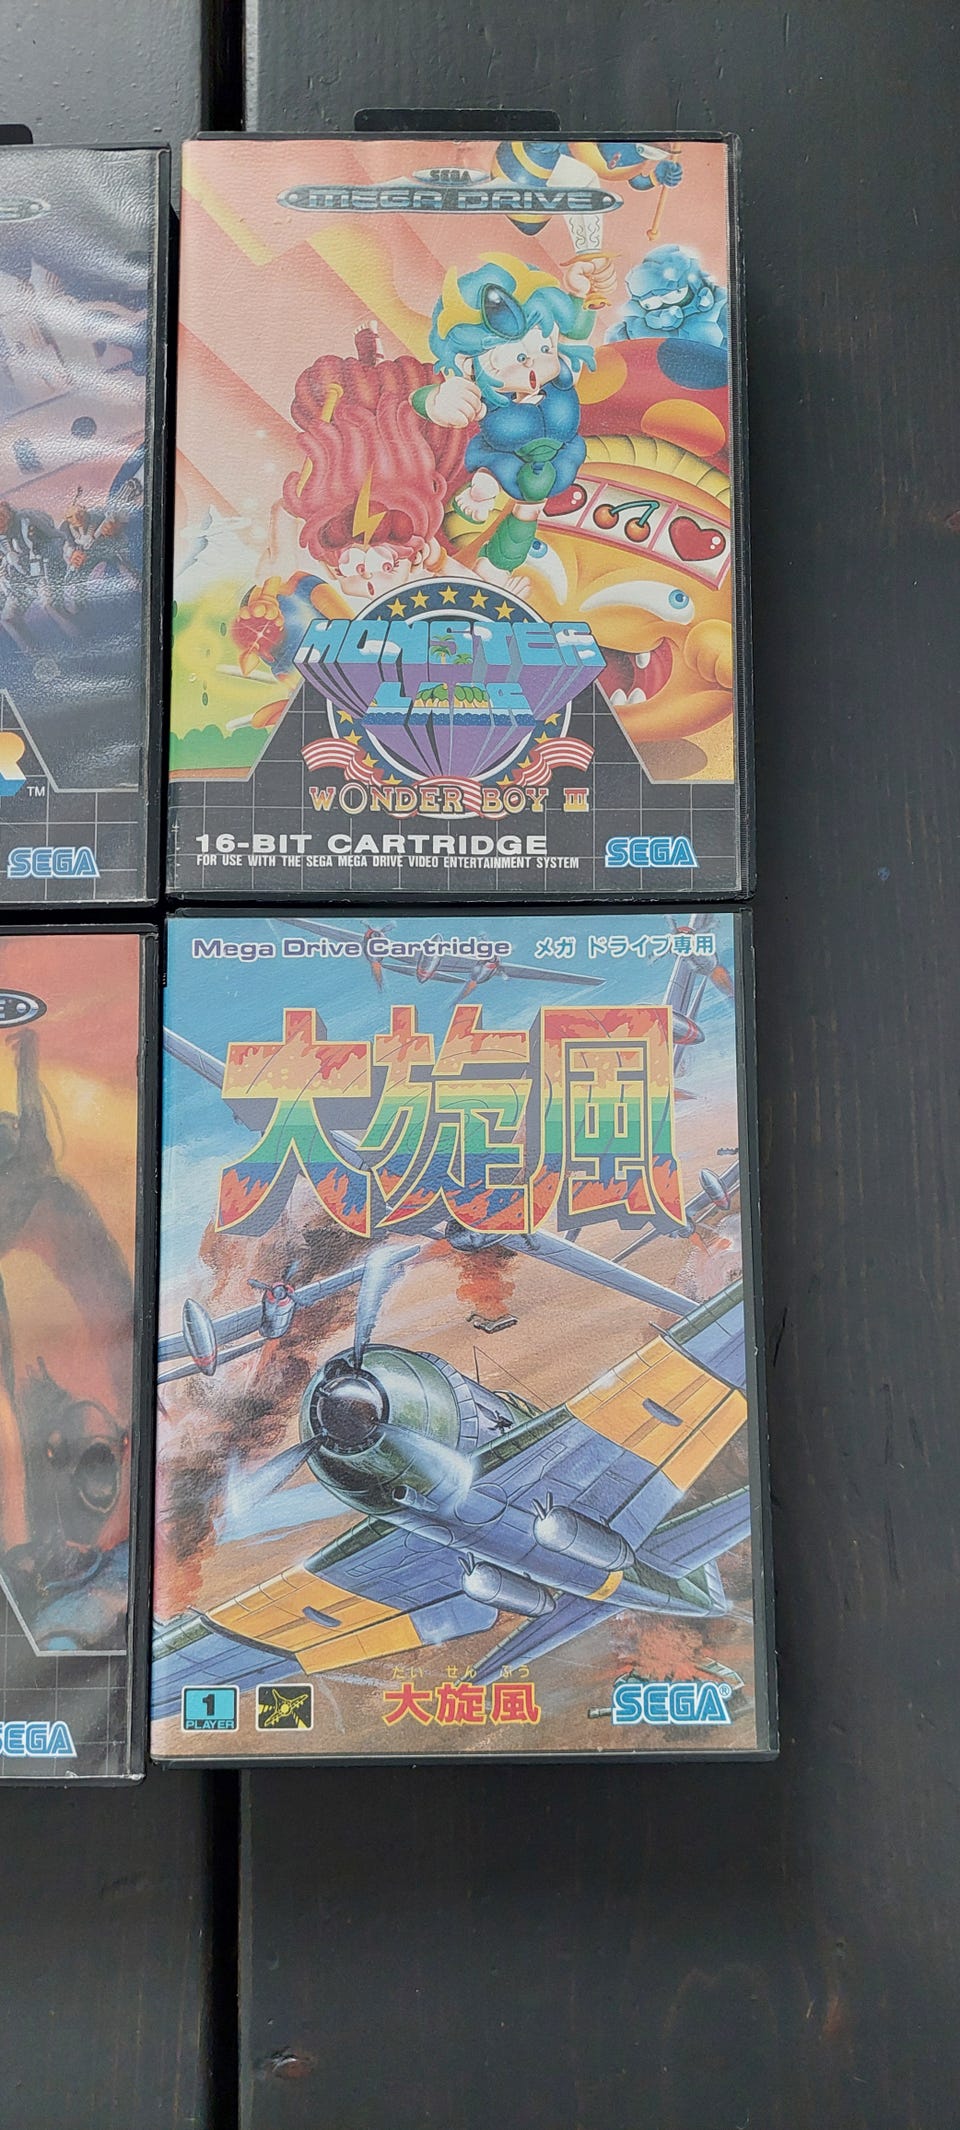 SEGA
MEGA DRIVE
MONSTER
LAIR
WONDER BOY III
16-BIT CARTRIDGE
FOR USE WITH THE SEGA MEGA DRIVE VIDEO ENTERTAINMENT SYSTEM
SEGA
TM
SEGA
Mega Drive Cartridge メガ ドライブ専用
大旋風
だい せん ぷう
大旋風
1
PLAYER
SEGA®
SEGA